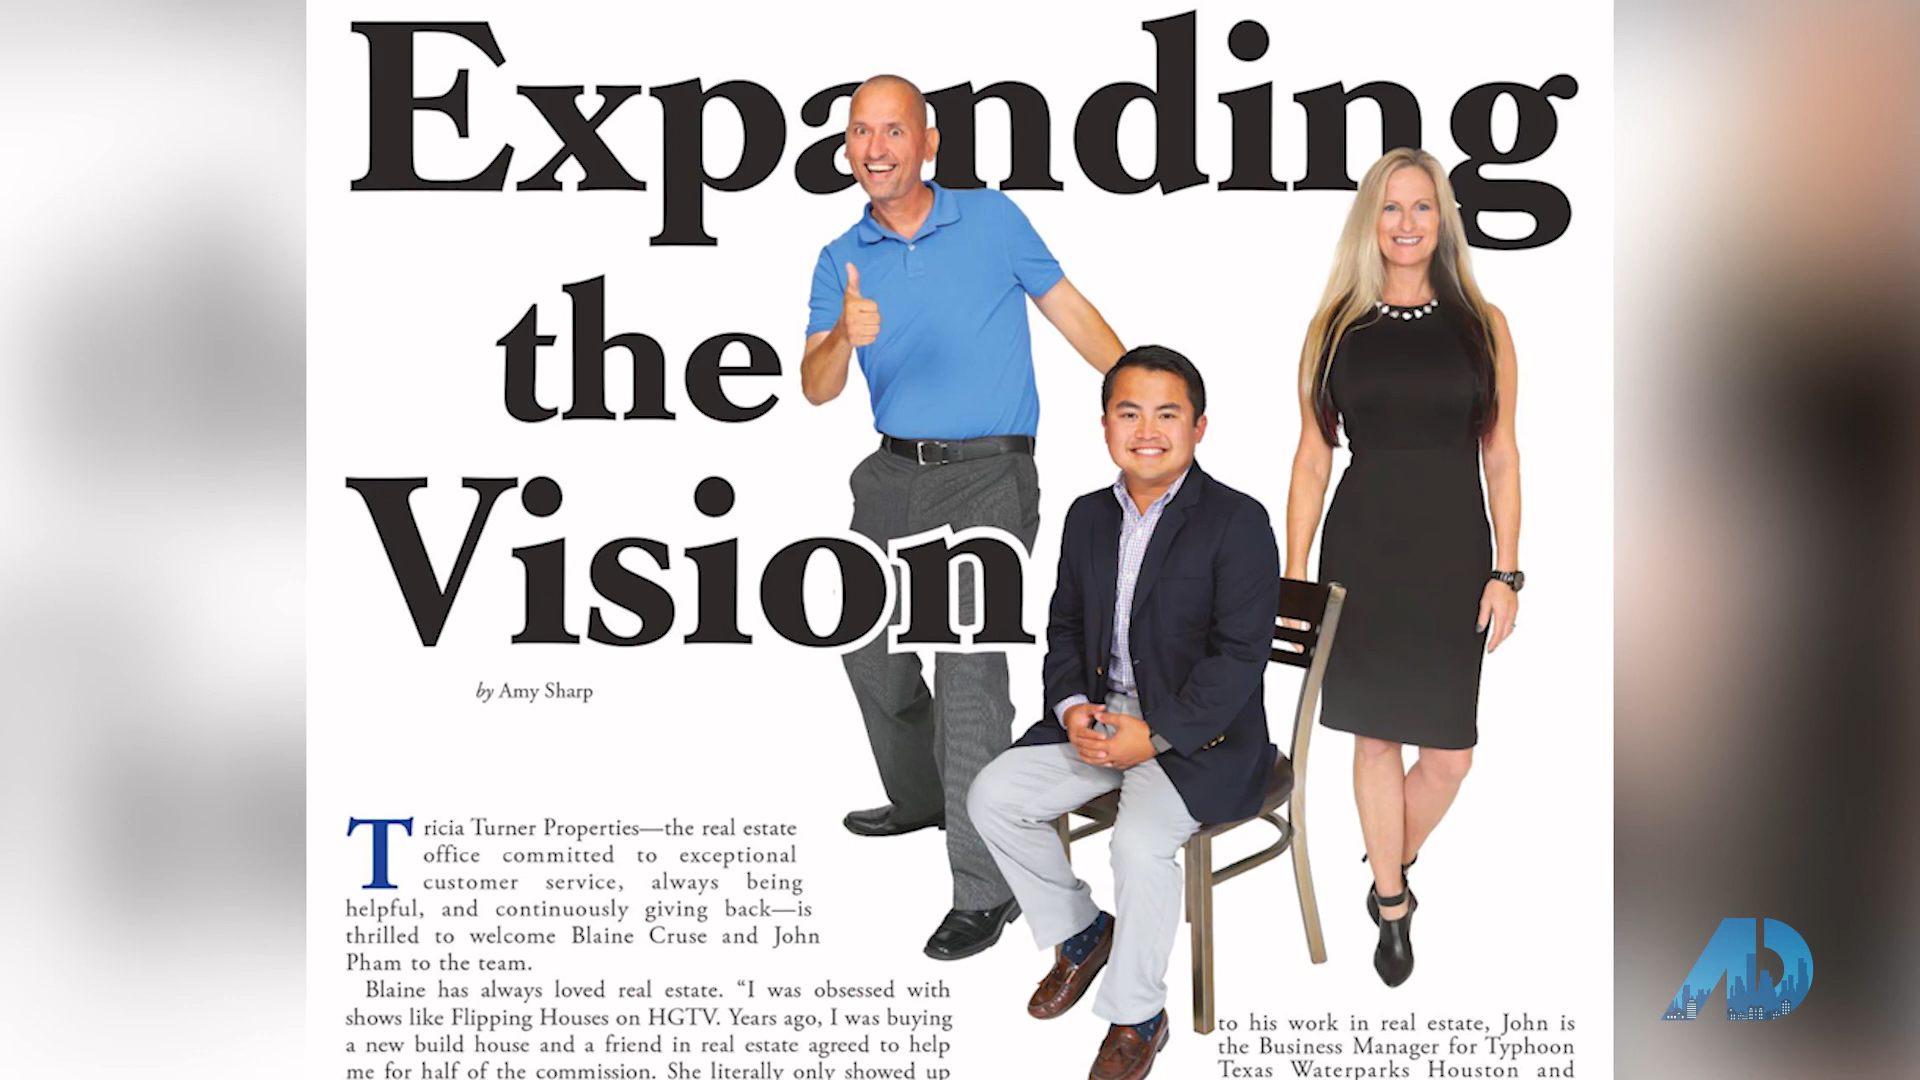 Expanding
the
Vision
by Amy Sharp
Tricia Turner Properties—the real estate
office committed to exceptional
customer service, always being
helpful, and continuously giving back—is
thrilled to welcome Blaine Cruse and John
Pham to the team.
Blaine has always loved real estate. “I was obsessed with
shows like Flipping Houses on HGTV. Years ago, I was buying
a new build house and a friend in real estate agreed to help
me for half of the commission. She literally only showed up
to his work in real estate, John is
the Business Manager for Typhoon
Texas Waterparks Houston and
AD